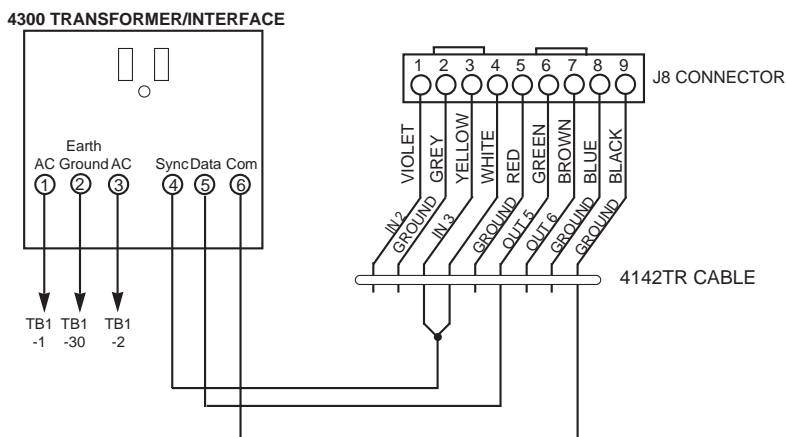 4300 TRANSFORMER/INTERFACE
Earth
AC Ground AC Sync Data Com
1 2 3 4 5 6
TB1 TB1 TB1
-1 -30 -2
1 2 3 4 5 6 7 8 9
J8 CONNECTOR
VIOLET
GREY
YELLOW
WHITE
RED
GREEN
BROWN
BLUE
BLACK
IN 2
GROUND
IN 3
GROUND
OUT 5
OUT 6
GROUND
GROUND
4142TR CABLE